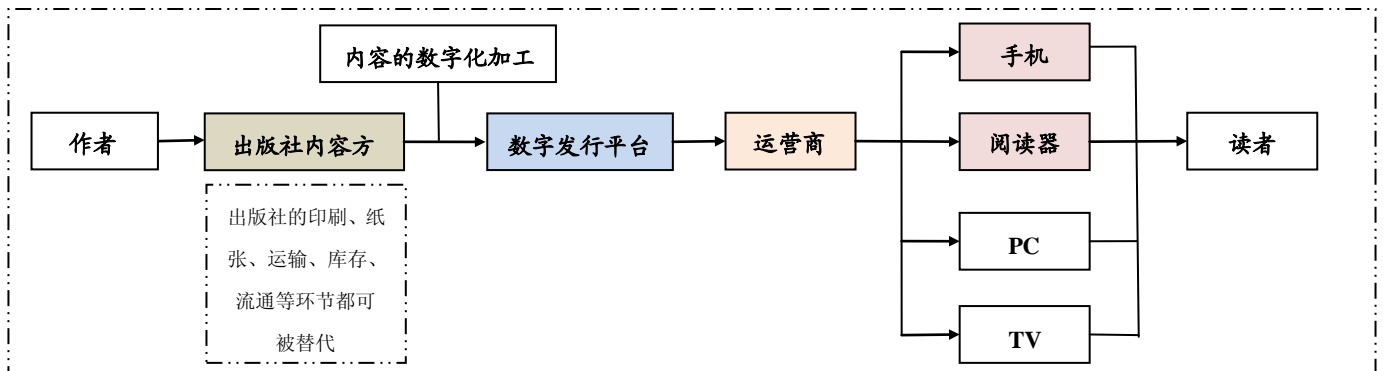 内容的数字化加工
作者
出版社内容方
数字发行平台
运营商
手机
阅读器
PC
TV
读者
出版社的印刷、纸
张、运输、库存、
流通等环节都可
被替代